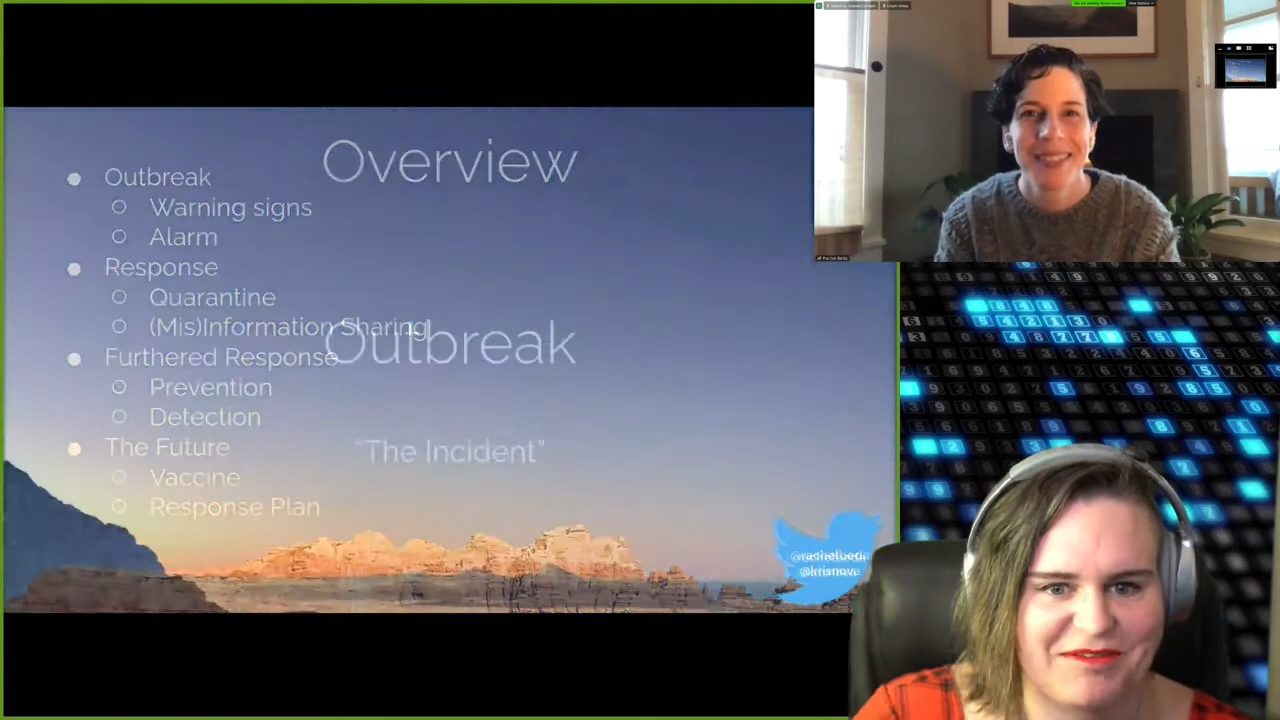 Overview
Outbreak
Warning signs
Alarm
Response
Quarantine
(Mis)Information Sharing
Outbreak
Furthered Response
Prevention
Detection
The Future
"The Incident"
Vaccine
Response Plan
@krisnova